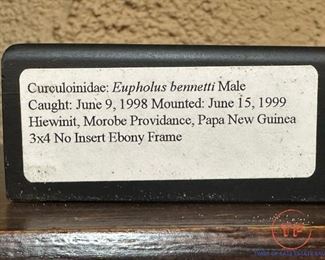 Curculoinidae: Eupholus bennetti Male
Caught: June 9, 1998 Mounted: June 15, 1999
Hiewinit, Morobe Providance, Papa New Guinea
3x4 No Insert Ebony Frame